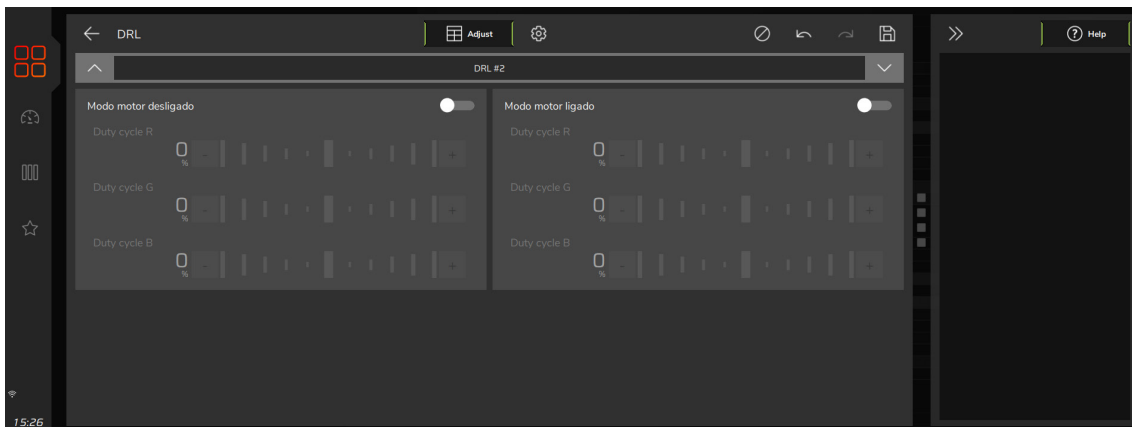 DRL
Adjust
Help
DRL #2
Modo motor desligado
Duty cycle R
0
%
-
+
Duty cycle G
0
%
-
+
Duty cycle B
0
%
-
+
Modo motor ligado
Duty cycle R
0
%
-
+
Duty cycle G
0
%
-
+
Duty cycle B
0
%
-
+
15:26